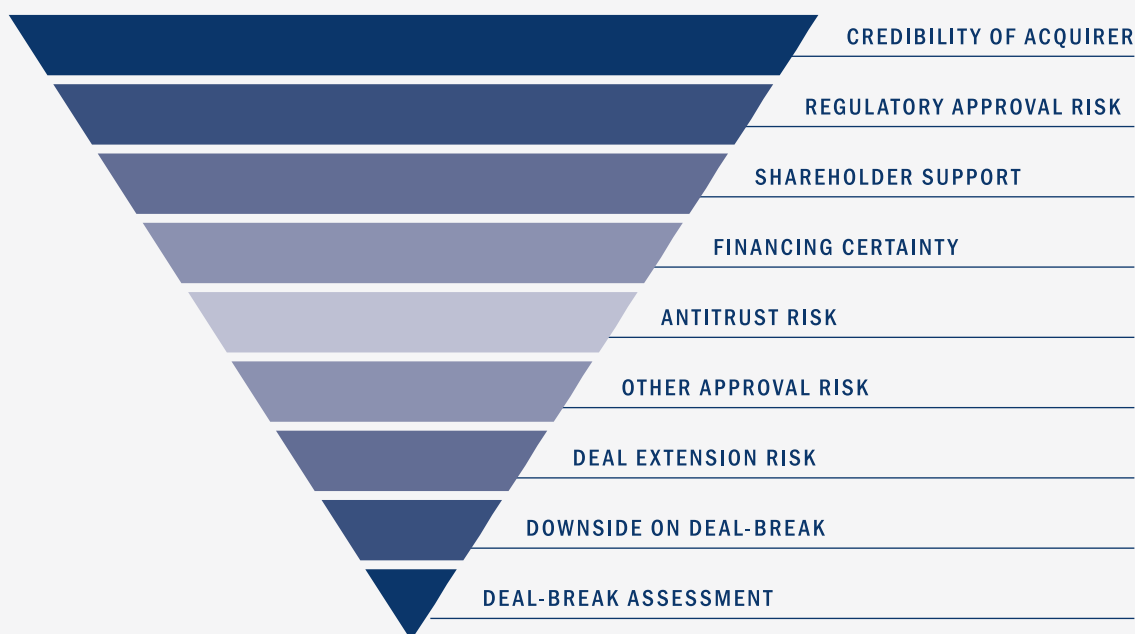 CREDIBILITY OF ACQUIRER
REGULATORY APPROVAL RISK
SHAREHOLDER SUPPORT
FINANCING CERTAINTY
ANTITRUST RISK
OTHER APPROVAL RISK
DEAL EXTENSION RISK
DOWNSIDE ON DEAL-BREAK
DEAL-BREAK ASSESSMENT